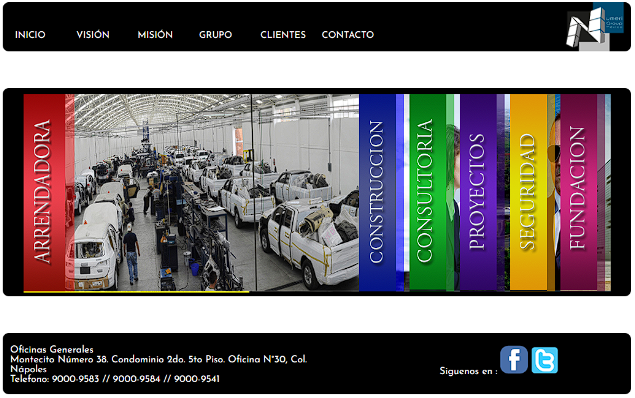 INICIO VISIÓN MISIÓN GRUPO CLIENTES CONTACTO
ARRENDADORA
CONSTRUCCION
CONSULTORIA
PROYECTOS
SEGURIDAD
FUNDACION
Oficinas Generales
Montecito Número 38. Condominio 2do. 5to Piso. Oficina N°30, Col.
Nápoles
Telefono: 9000-9583 // 9000-9584 // 9000-9541
Siguenos en :